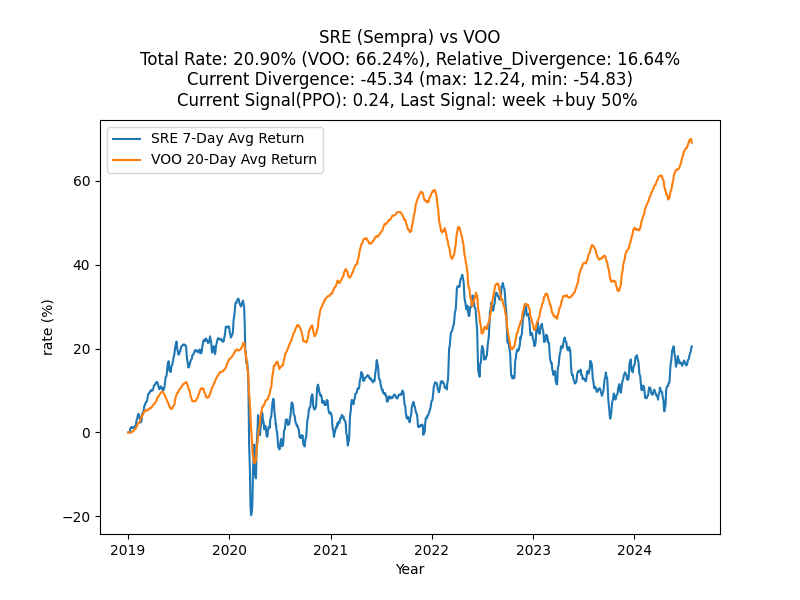 SRE (Sempra) vs VOO
Total Rate: 20.90% (VOO: 66.24%), Relative_Divergence: 16.64%
Current Divergence: -45.34 (max: 12.24, min: -54.83)
Current Signal(PPO): 0.24, Last Signal: week +buy 50%
SRE 7-Day Avg Return
VOO 20-Day Avg Return
60
40
20
0
−20
rate (%)
2019
2020
2021
2022
2023
2024
Year